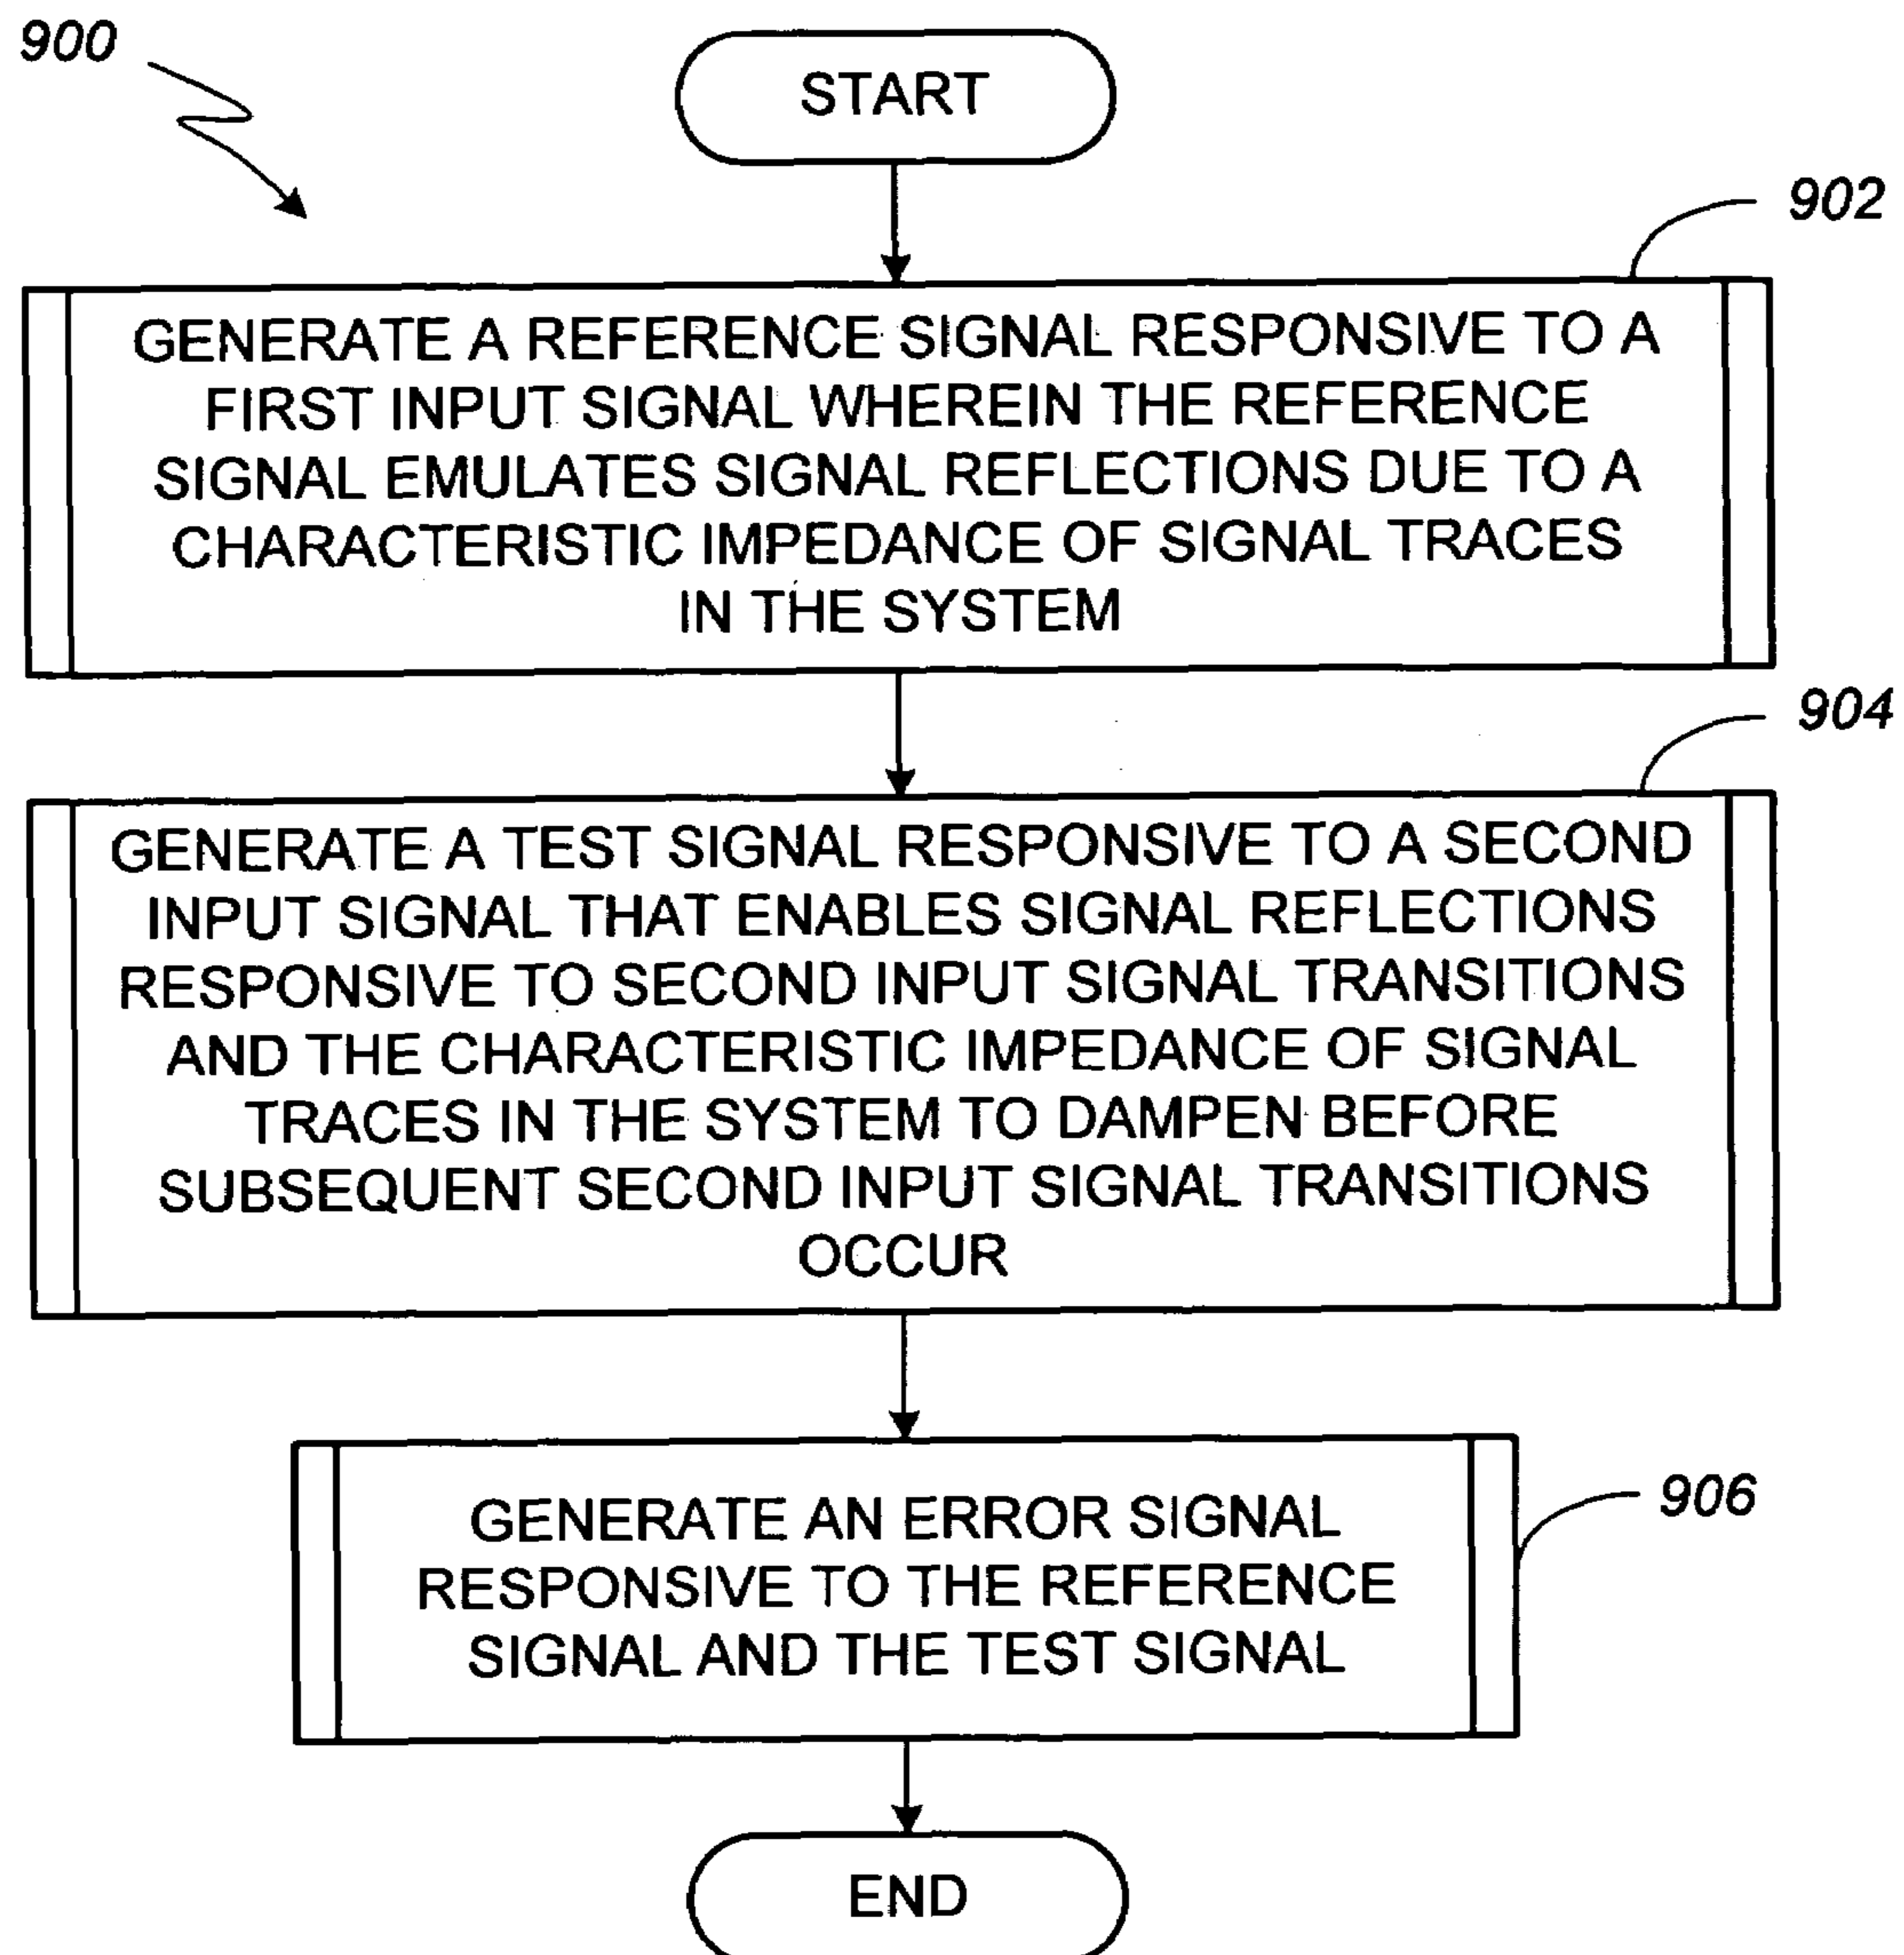 900
START
902
GENERATE A REFERENCE SIGNAL RESPONSIVE TO A
FIRST INPUT SIGNAL WHEREIN THE REFERENCE
SIGNAL EMULATES SIGNAL REFLECTIONS DUE TO A
CHARACTERISTIC IMPEDANCE OF SIGNAL TRACES
IN THE SYSTEM
904
GENERATE A TEST SIGNAL RESPONSIVE TO A SECOND
INPUT SIGNAL THAT ENABLES SIGNAL REFLECTIONS
RESPONSIVE TO SECOND INPUT SIGNAL TRANSITIONS
AND THE CHARACTERISTIC IMPEDANCE OF SIGNAL
TRACES IN THE SYSTEM TO DAMPEN BEFORE
SUBSEQUENT SECOND INPUT SIGNAL TRANSITIONS
OCCUR
906
GENERATE AN ERROR SIGNAL
RESPONSIVE TO THE REFERENCE
SIGNAL AND THE TEST SIGNAL
END